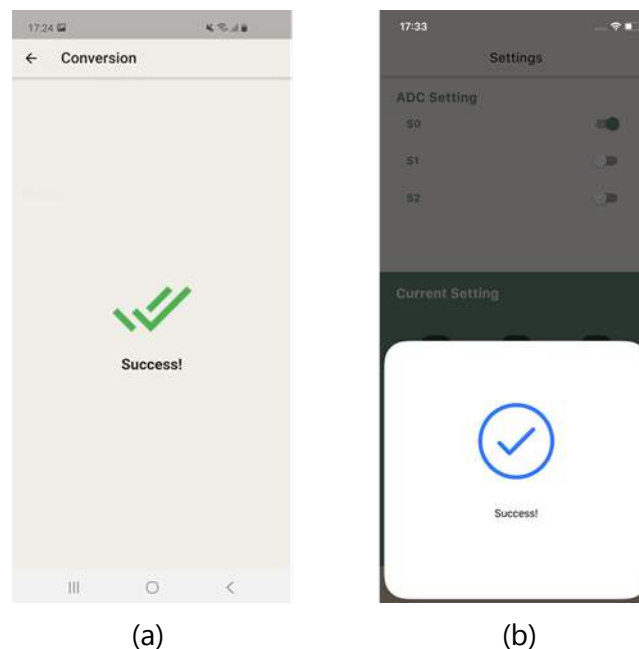 17:24
Conversion
Success!
(a)
17:33
Settings
ADC Setting
S0
S1
S2
Current Setting
Success!
(b)